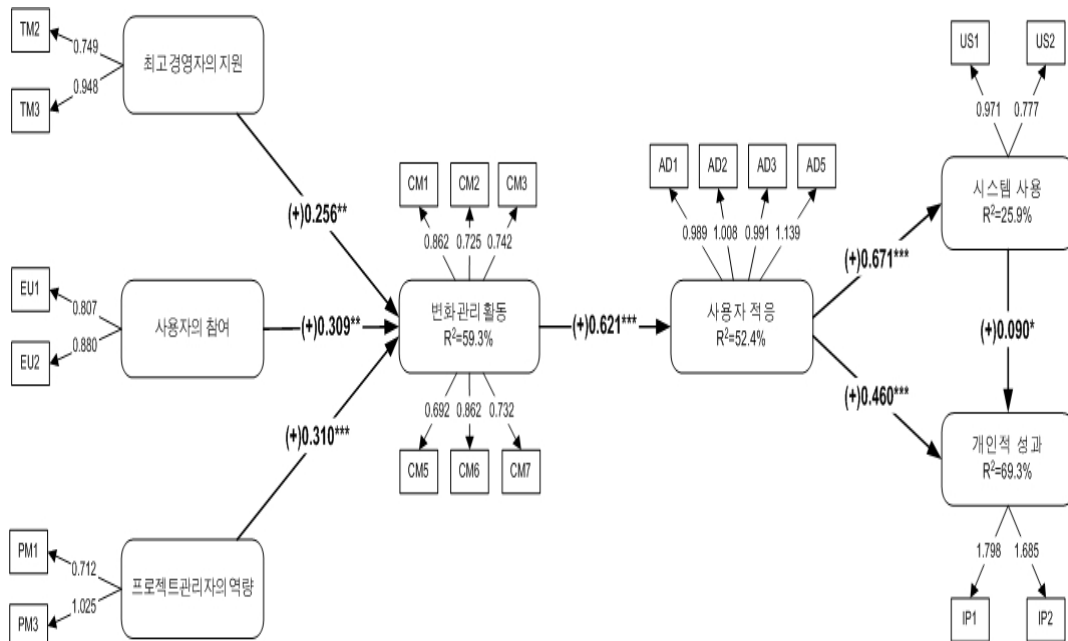 TM2
0.749
0.948
TM3
최고경영자의 지원
(+)0.256**
EU1
0.807
0.880
EU2
사용자의 참여
(+)0.309**
PM1
0.712
1.025
PM3
프로젝트관리자의 역량
(+)0.310***
CM1
CM2
CM3
0.862
0.725
0.742
변화관리활동
R²=59.3%
0.692
0.862
0.732
CM5
CM6
CM7
(+)0.621***
AD1
AD2
AD3
AD5
0.989
1.008
0.991
1.139
사용자 적응
R²=52.4%
(+)0.671***
(+)0.460***
US1
US2
0.971
0.777
시스템 사용
R²=25.9%
(+)0.090*
개인적 성과
R²=69.3%
1.798
1.685
IP1
IP2